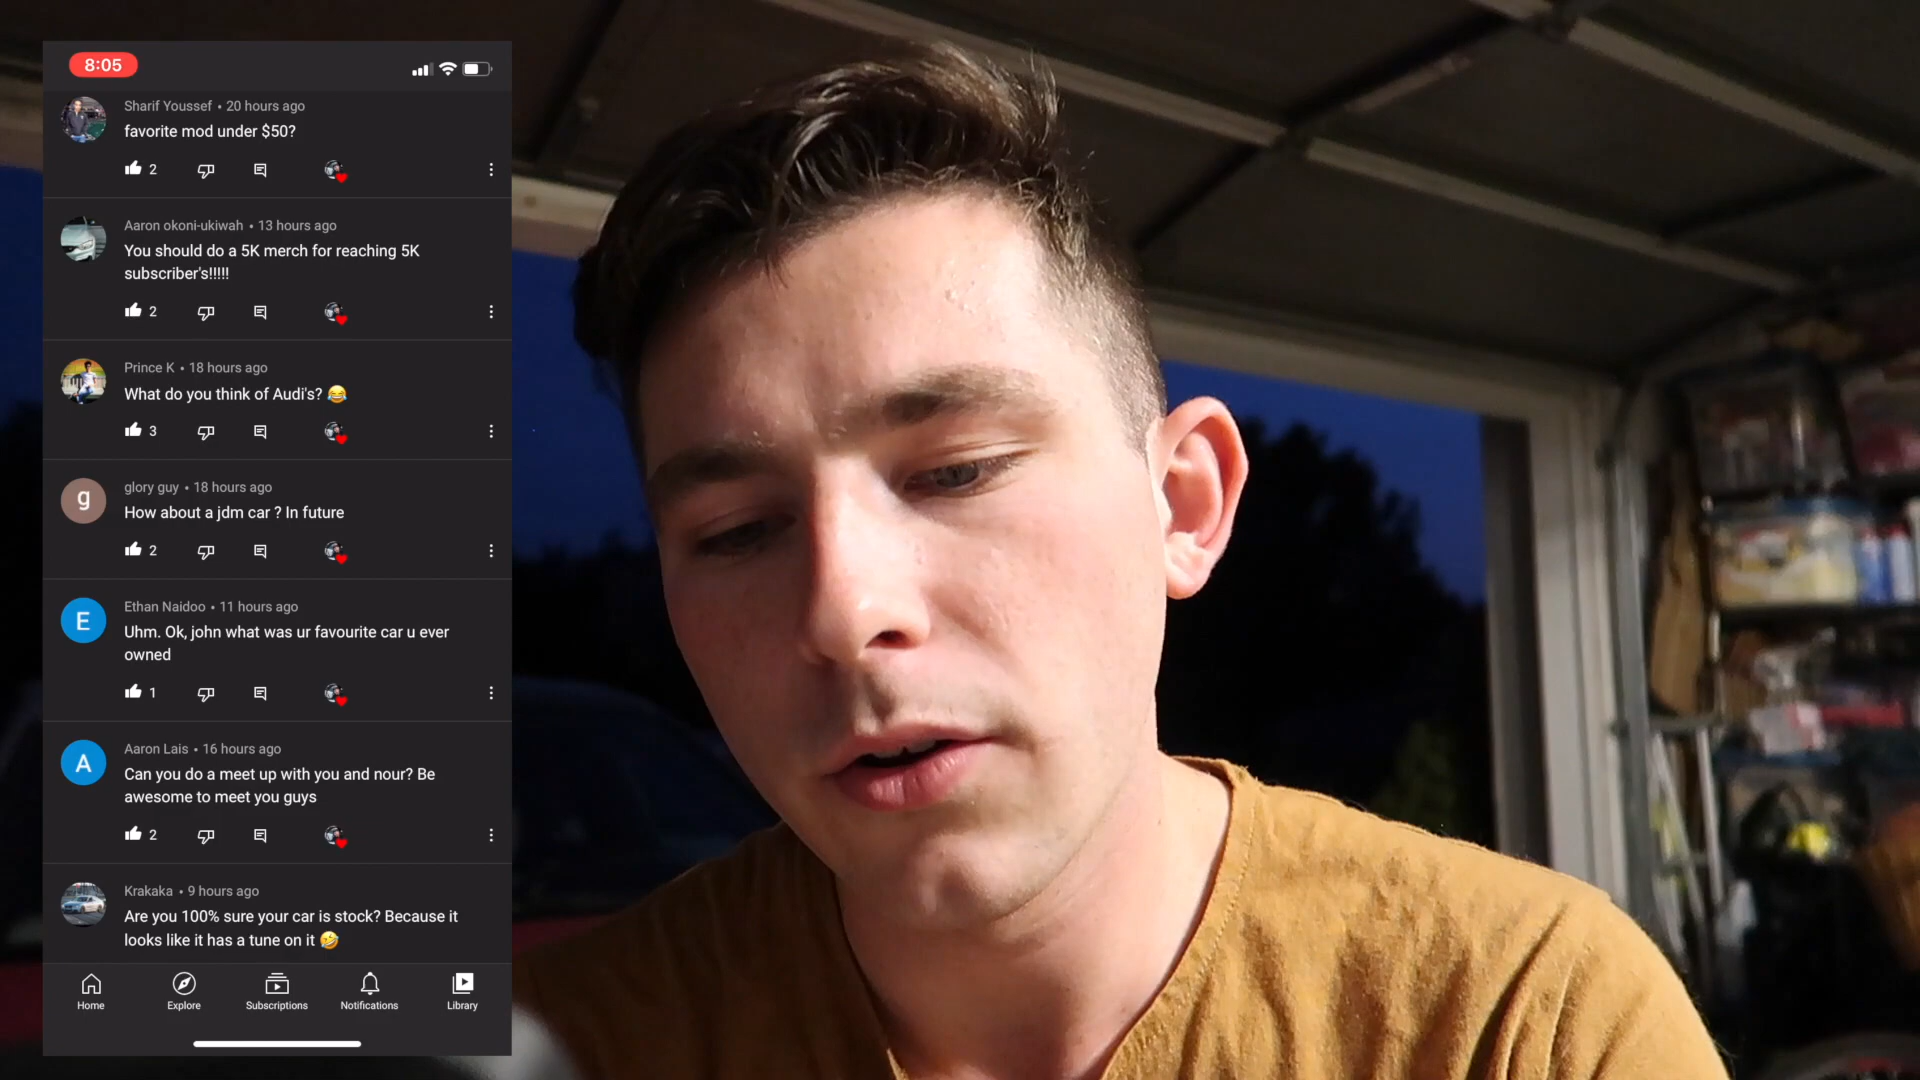 8:05
Sharif Youssef • 20 hours ago
favorite mod under $50?
2
Aaron okoni-ukiwah • 13 hours ago
You should do a 5K merch for reaching 5K
subscriber's!!!!!
2
Prince K • 18 hours ago
What do you think of Audi's? 😂
3
g
glory guy • 18 hours ago
How about a jdm car ? In future
2
E
Ethan Naidoo • 11 hours ago
Uhm. Ok, john what was ur favourite car u ever
owned
1
A
Aaron Lais • 16 hours ago
Can you do a meet up with you and nour? Be
awesome to meet you guys
2
Krakaka • 9 hours ago
Are you 100% sure your car is stock? Because it
looks like it has a tune on it 🤣
Home Explore Subscriptions Notifications Library